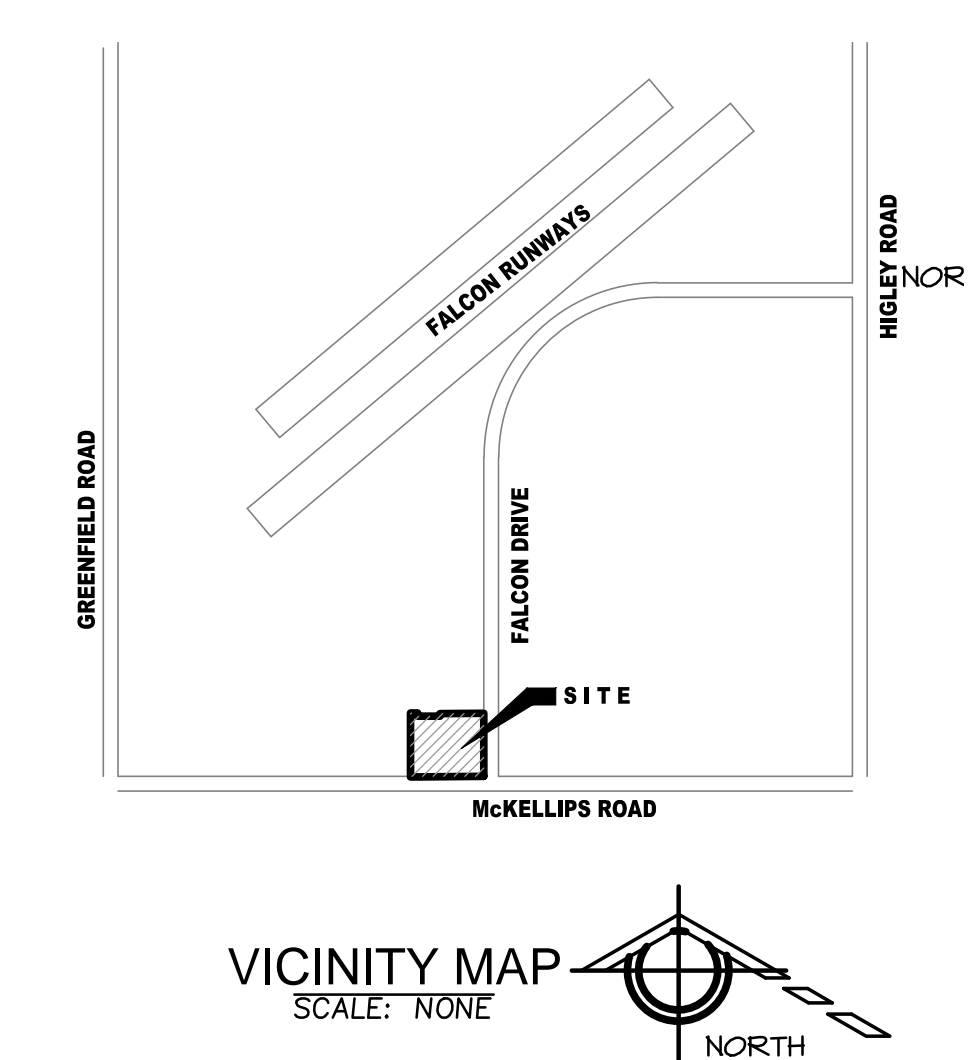 FALCON RUNWAYS
HIGLEY ROAD
NOR
GREENFIELD ROAD
FALCON DRIVE
SITE
McKELLIPS ROAD
VICINITY MAP
SCALE: NONE
NORTH